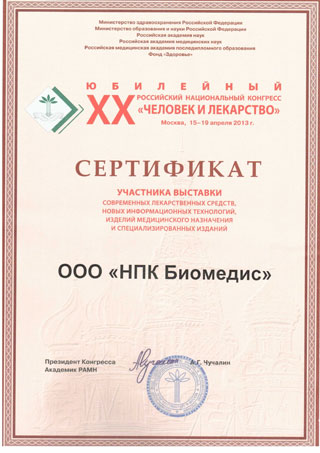 Министерство здравоохранения Российской Федерации
Министерство образования и науки Российской Федерации
Российская академия наук
Российская академия медицинских наук
Российская медицинская академия последипломного образования
Фонд «Здоровье»
ЮБИЛЕЙНЫЙ
XX РОССИЙСКИЙ НАЦИОНАЛЬНЫЙ КОНГРЕСС
«ЧЕЛОВЕК И ЛЕКАРСТВО»
Москва, 15–19 апреля 2013 г.
СЕРТИФИКАТ
УЧАСТНИКА ВЫСТАВКИ
СОВРЕМЕННЫХ ЛЕКАРСТВЕННЫХ СРЕДСТВ,
НОВЫХ ИНФОРМАЦИОННЫХ ТЕХНОЛОГИЙ,
ИЗДЕЛИЙ МЕДИЦИНСКОГО НАЗНАЧЕНИЯ
И СПЕЦИАЛИЗИРОВАННЫХ ИЗДАНИЙ
ООО «НПК Биомедис»
Президент Конгресса
Академик РАМН
А.Г. Чучалин